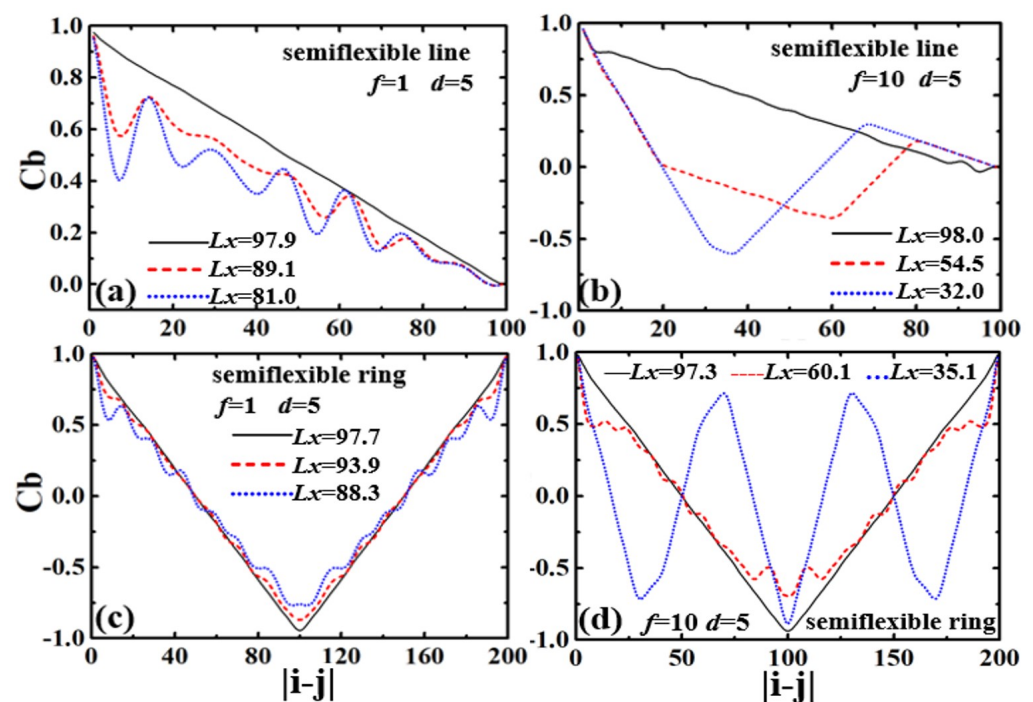 1.0
semiflexible line
f=1 d=5
0.8
0.6
Cb
0.4
0.2
Lx=97.9
Lx=89.1
Lx=81.0
0.0
(a)
0 20 40 60 80 100
1.0
semiflexible line
f=10 d=5
0.5
0.0
-0.5
Lx=98.0
Lx=54.5
Lx=32.0
-1.0
(b)
0 20 40 60 80 100
1.0
semiflexible ring
f=1 d=5
0.5
Lx=97.7
Lx=93.9
Lx=88.3
Cb
0.0
-0.5
-1.0
(c)
0 40 80 120 160 200
|i-j|
1.0
Lx=97.3 Lx=60.1 Lx=35.1
0.5
0.0
-0.5
-1.0
(d)
f=10 d=5 semiflexible ring
0 50 100 150 200
|i-j|